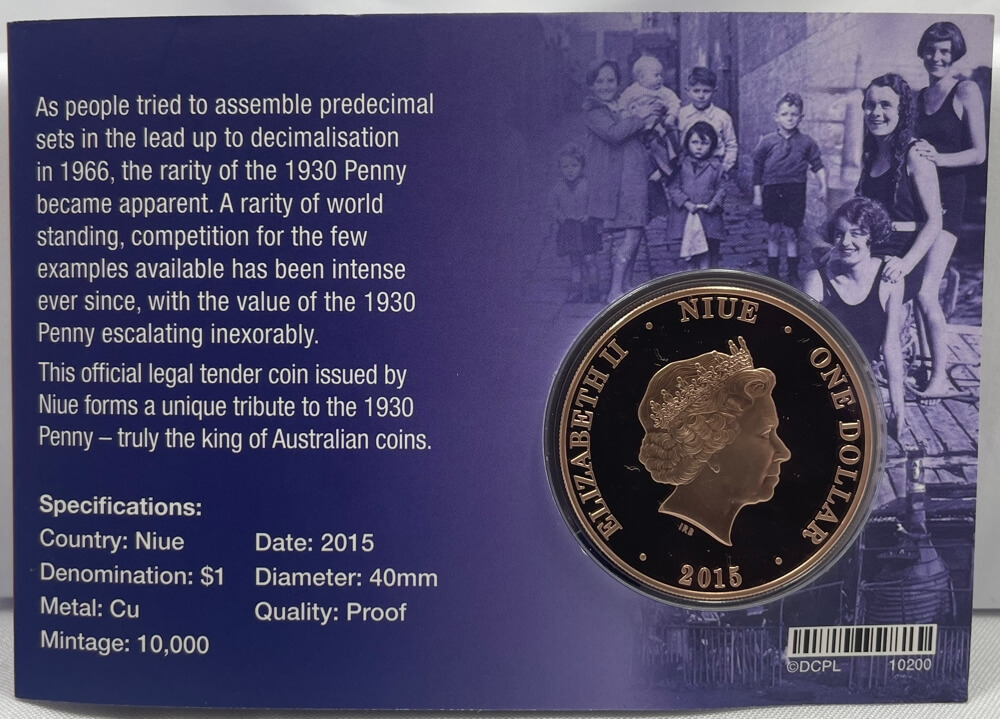 As people tried to assemble predecimal
sets in the lead up to decimalisation
in 1966, the rarity of the 1930 Penny
became apparent. A rarity of world
standing, competition for the few
examples available has been intense
ever since, with the value of the 1930
Penny escalating inexorably.
This official legal tender coin issued by
Niue forms a unique tribute to the 1930
Penny – truly the king of Australian coins.
Specifications:
Country: Niue Date: 2015
Denomination: $1 Diameter: 40mm
Metal: Cu Quality: Proof
Mintage: 10,000
ELIZABETH II
NIUE
ONE DOLLAR
IRB
2015
©DCPL 10200